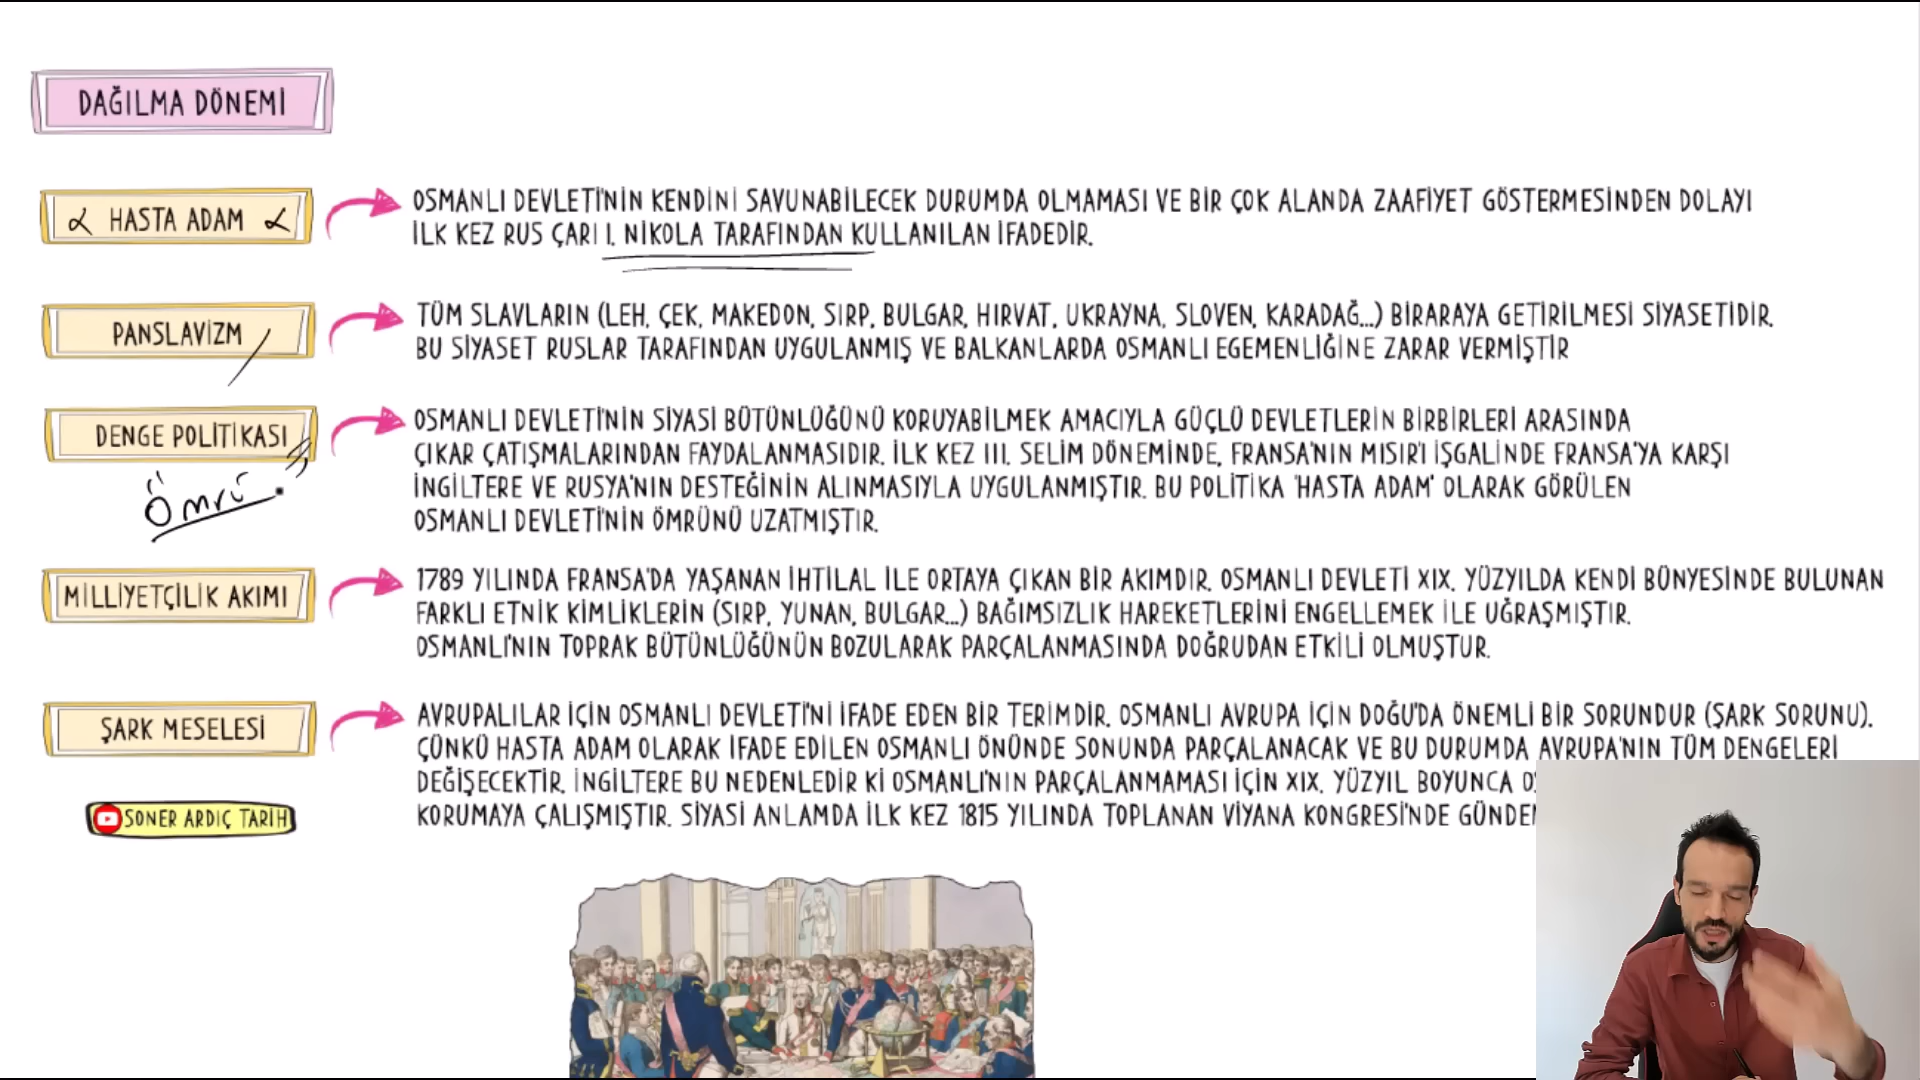 DAĞILMA DÖNEMİ
HASTA ADAM
OSMANLI DEVLETİ'NİN KENDİNİ SAVUNABİLECEK DURUMDA OLMAMASI VE BİR ÇOK ALANDA ZAAFİYET GÖSTERMESİNDEN DOLAYI
İLK KEZ RUS ÇARI I. NİKOLA TARAFINDAN KULLANILAN İFADEDİR.
PANSLAVİZM
TÜM SLAVLARIN (LEH, ÇEK, MAKEDON, SIRP, BULGAR, HIRVAT, UKRAYNA, SLOVEN, KARADAĞ...) BİRARAYA GETİRİLMESİ SİYASETİDİR.
BU SİYASET RUSLAR TARAFINDAN UYGULANMIŞ VE BALKANLARDA OSMANLI EGEMENLİĞİNE ZARAR VERMİŞTİR
DENGE POLİTİKASI
Ömrü
OSMANLI DEVLETİ'NİN SİYASİ BÜTÜNLÜĞÜNÜ KORUYABİLMEK AMACIYLA GÜÇLÜ DEVLETLERİN BİRBİRLERİ ARASINDA
ÇIKAR ÇATIŞMALARINDAN FAYDALANMASIDIR. İLK KEZ III. SELİM DÖNEMİNDE, FRANSA'NIN MISIR'I İŞGALİNDE FRANSA'YA KARŞI
İNGİLTERE VE RUSYA'NIN DESTEĞİNİN ALINMASIYLA UYGULANMIŞTIR. BU POLİTİKA 'HASTA ADAM' OLARAK GÖRÜLEN
OSMANLI DEVLETİ'NİN ÖMRÜNÜ UZATMIŞTIR.
MİLLİYETÇİLİK AKIMI
1789 YILINDA FRANSA'DA YAŞANAN İHTİLAL İLE ORTAYA ÇIKAN BİR AKIMDIR. OSMANLI DEVLETİ XIX. YÜZYILDA KENDİ BÜNYESİNDE BULUNAN
FARKLI ETNİK KİMLİKLERİN (SIRP, YUNAN, BULGAR...) BAĞIMSIZLIK HAREKETLERİNİ ENGELLEMEK İLE UĞRAŞMIŞTIR.
OSMANLI'NIN TOPRAK BÜTÜNLÜĞÜNÜN BOZULARAK PARÇALANMASINDA DOĞRUDAN ETKİLİ OLMUŞTUR.
ŞARK MESELESİ
AVRUPALILAR İÇİN OSMANLI DEVLETİ'Nİ İFADE EDEN BİR TERİMDİR. OSMANLI AVRUPA İÇİN DOĞU'DA ÖNEMLİ BİR SORUNDUR (ŞARK SORUNU).
ÇÜNKÜ HASTA ADAM OLARAK İFADE EDİLEN OSMANLI ÖNÜNDE SONUNDA PARÇALANACAK VE BU DURUMDA AVRUPA'NIN TÜM DENGELERİ
DEĞİŞECEKTİR. İNGİLTERE BU NEDENLEDİR Kİ OSMANLI'NIN PARÇALANMAMASI İÇİN XIX. YÜZYIL BOYUNCA
KORUMAYA ÇALIŞMIŞTIR. SİYASİ ANLAMDA İLK KEZ 1815 YILINDA TOPLANAN VİYANA KONGRESİ'NDE
SONER ARDIÇ TARİH